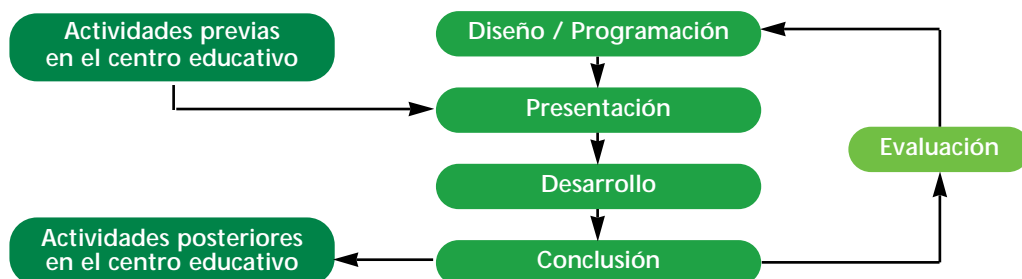 Actividades previas
en el centro educativo
Diseño / Programación
Presentación
Evaluación
Desarrollo
Actividades posteriores
en el centro educativo
Conclusión